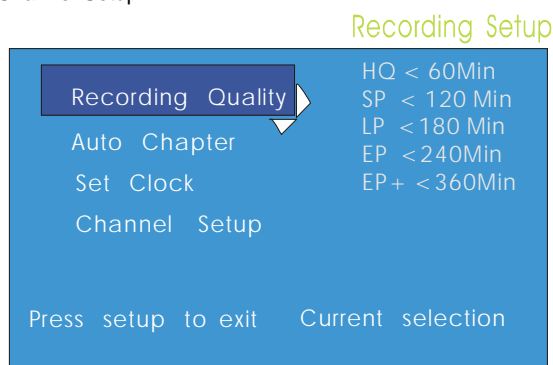 Recording Setup
Recording Quality
Auto Chapter
Set Clock
Channel Setup
HQ < 60Min
SP < 120 Min
LP < 180 Min
EP < 240Min
EP+ < 360Min
Press setup to exit
Current selection